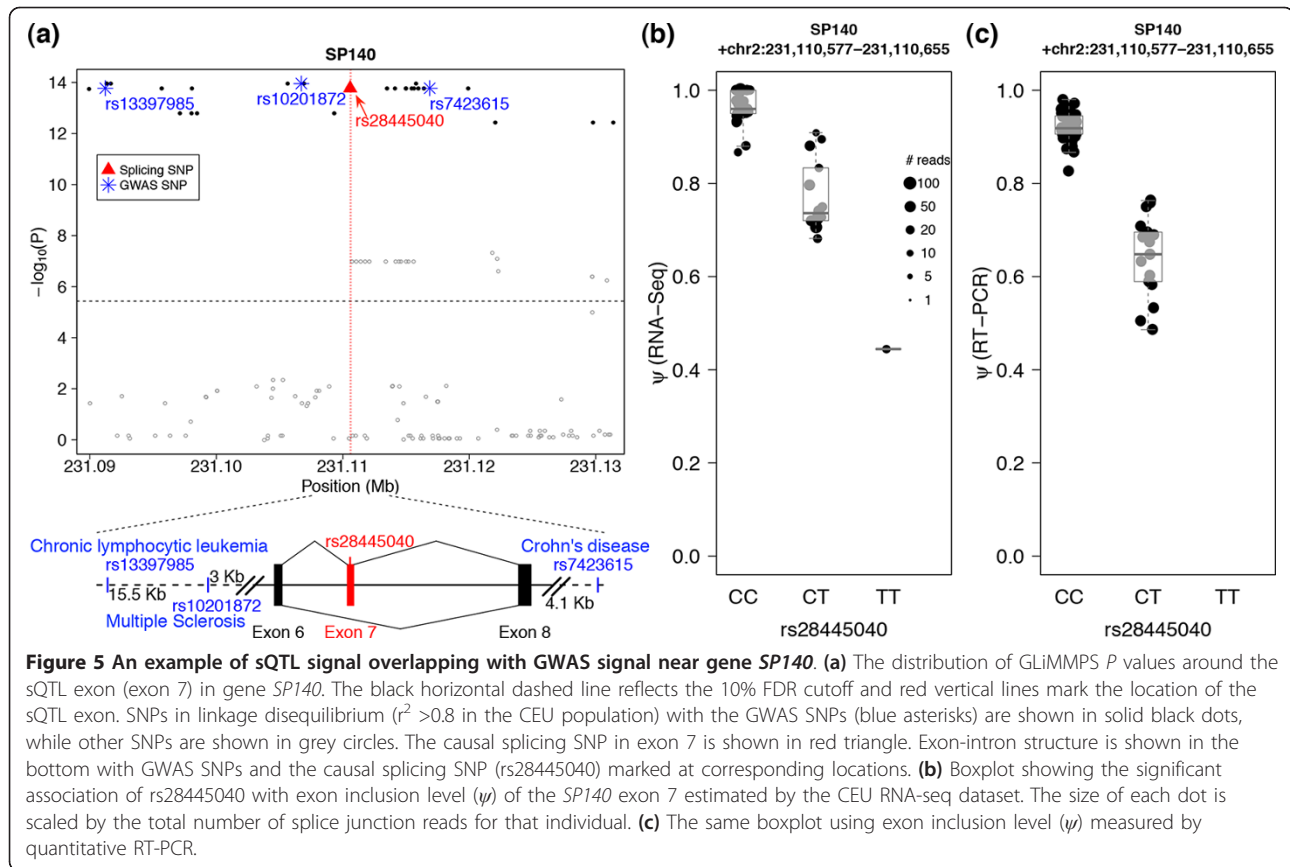 (a)
SP140
14
12
10
8
6
4
2
0
−log10(P)
rs13397985
rs10201872
rs7423615
rs28445040
Splicing SNP
GWAS SNP
231.09 231.10 231.11 231.12 231.13
Position (Mb)
Chronic lymphocytic leukemia
rs13397985
15.5 Kb
3 Kb
rs10201872
Multiple Sclerosis
rs28445040
Crohn's disease
rs7423615
4.1 Kb
Exon 6 Exon 7 Exon 8
(b)
SP140
+chr2:231,110,577−231,110,655
1.0
0.8
0.6
0.4
0.2
0.0
ψ (RNA−Seq)
# reads
100
50
20
10
5
1
CC CT TT
rs28445040
(c)
SP140
+chr2:231,110,577−231,110,655
1.0
0.8
0.6
0.4
0.2
0.0
ψ (RT−PCR)
CC CT TT
rs28445040
Figure 5 An example of sQTL signal overlapping with GWAS signal near gene SP140. (a) The distribution of GLiMMPS P values around the
sQTL exon (exon 7) in gene SP140. The black horizontal dashed line reflects the 10% FDR cutoff and red vertical lines mark the location of the
sQTL exon. SNPs in linkage disequilibrium (r² >0.8 in the CEU population) with the GWAS SNPs (blue asterisks) are shown in solid black dots,
while other SNPs are shown in grey circles. The causal splicing SNP in exon 7 is shown in red triangle. Exon-intron structure is shown in the
bottom with GWAS SNPs and the causal splicing SNP (rs28445040) marked at corresponding locations. (b) Boxplot showing the significant
association of rs28445040 with exon inclusion level (ψ) of the SP140 exon 7 estimated by the CEU RNA-seq dataset. The size of each dot is
scaled by the total number of splice junction reads for that individual. (c) The same boxplot using exon inclusion level (ψ) measured by
quantitative RT-PCR.